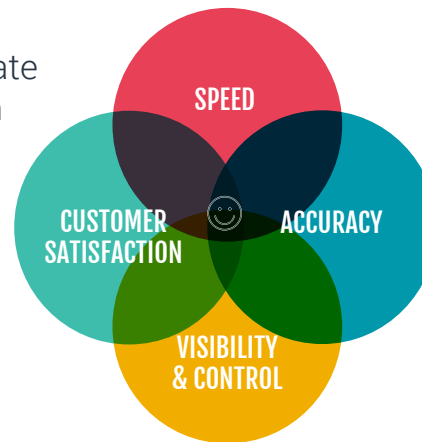 SPEED
CUSTOMER
SATISFACTION
ACCURACY
VISIBILITY
& CONTROL